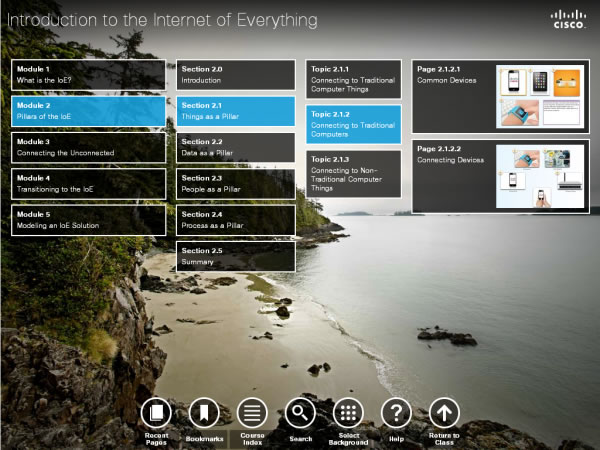 Introduction to the Internet of Everything
CISCO
Module 1
What is the IoE?
Module 2
Pillars of the IoE
Module 3
Connecting the Unconnected
Module 4
Transitioning to the IoE
Module 5
Modeling an IoE Solution
Section 2.0
Introduction
Section 2.1
Things as a Pillar
Section 2.2
Data as a Pillar
Section 2.3
People as a Pillar
Section 2.4
Process as a Pillar
Section 2.5
Summary
Topic 2.1.1
Connecting to Traditional
Computer Things
Topic 2.1.2
Connecting to Traditional
Computers
Topic 2.1.3
Connecting to Non-
Traditional Computer
Things
Page 2.1.2.1
Common Devices
Page 2.1.2.2
Connecting Devices
Recent
Pages
Bookmarks
Course
Index
Search
Select
Background
Help
Return to
Class